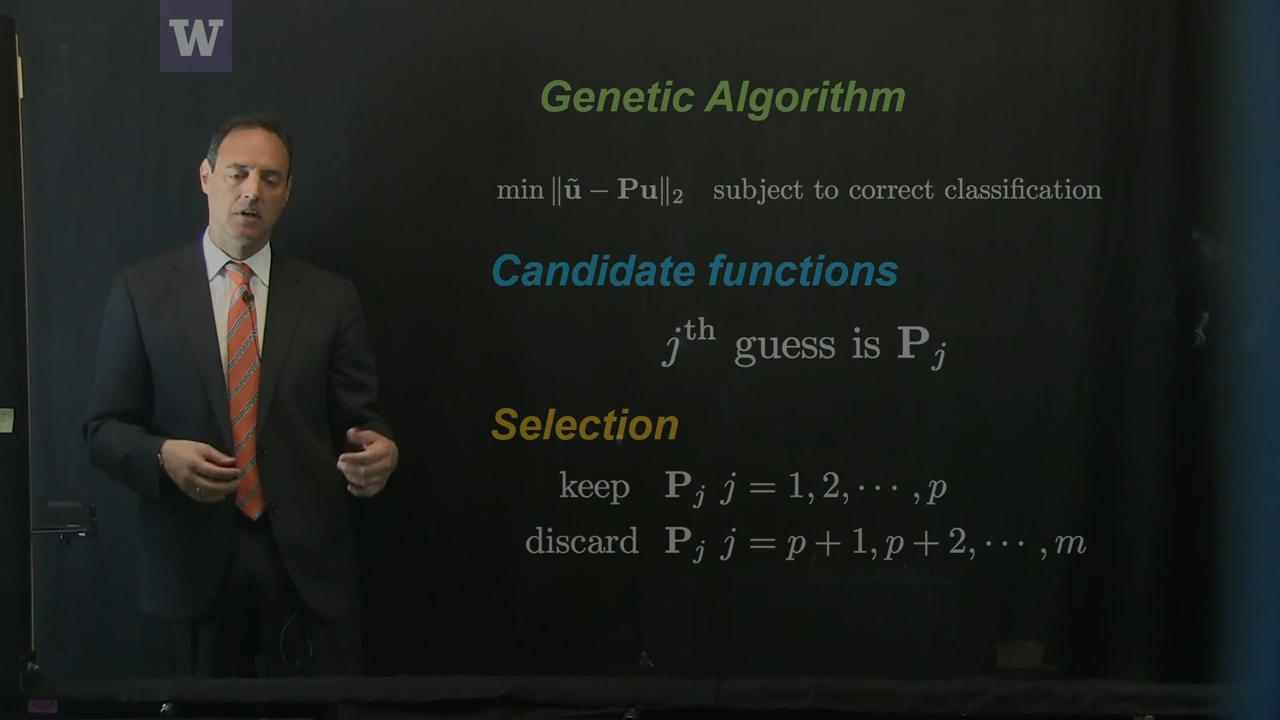 W
Genetic Algorithm
min ‖ũ − Pu‖₂ subject to correct classification
Candidate functions
jᵗʰ guess is Pⱼ
Selection
keep Pⱼ j = 1, 2, ⋯ , p
discard Pⱼ j = p + 1, p + 2, ⋯ , m